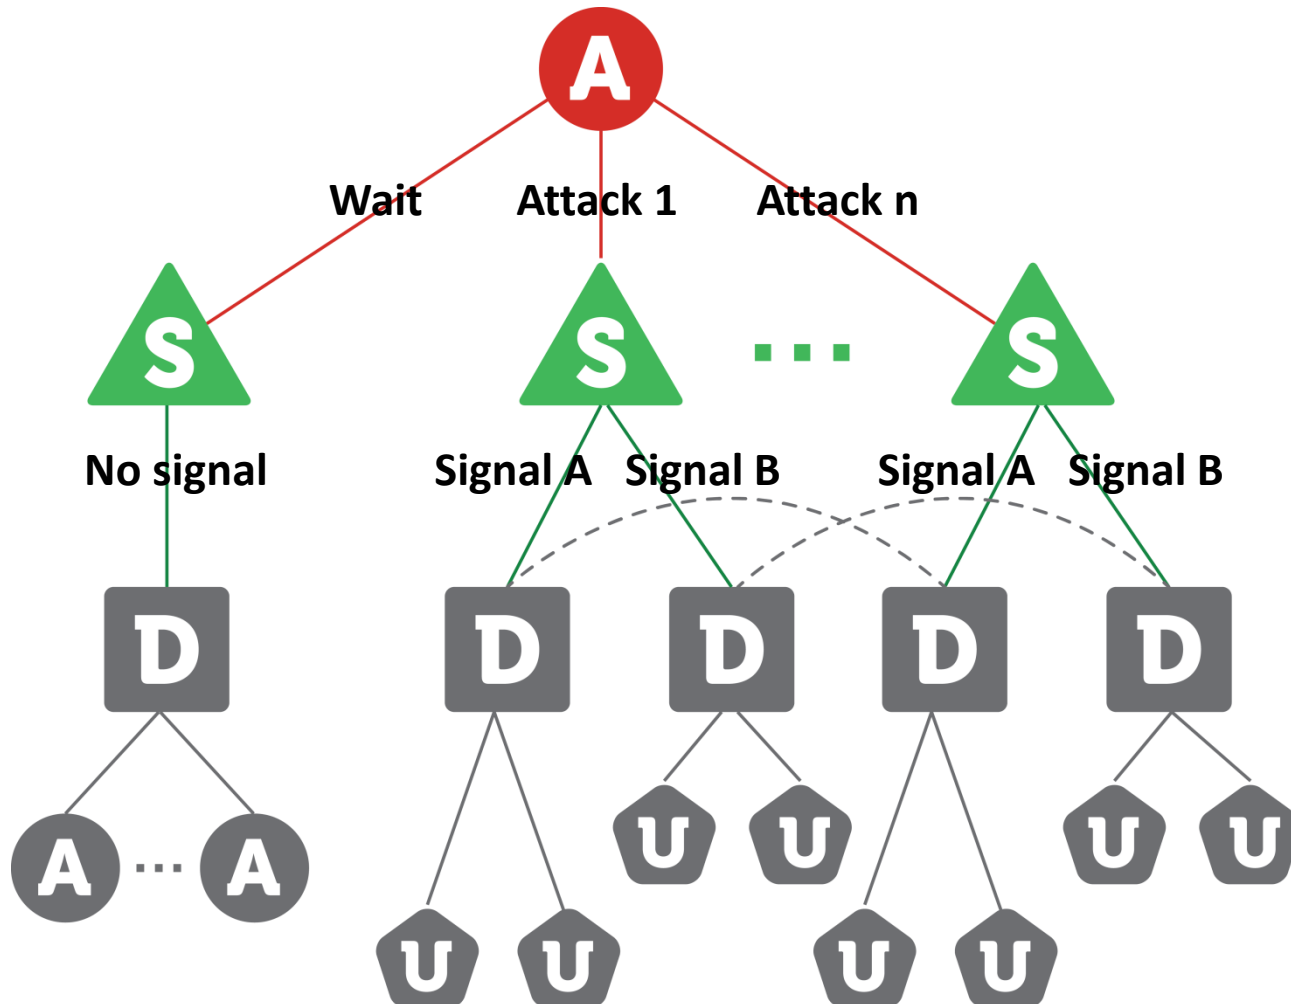 A
Wait Attack 1 Attack n
S S ... S
No signal Signal A Signal B Signal A Signal B
D D D D D
U U U U
A ... A
U U U U